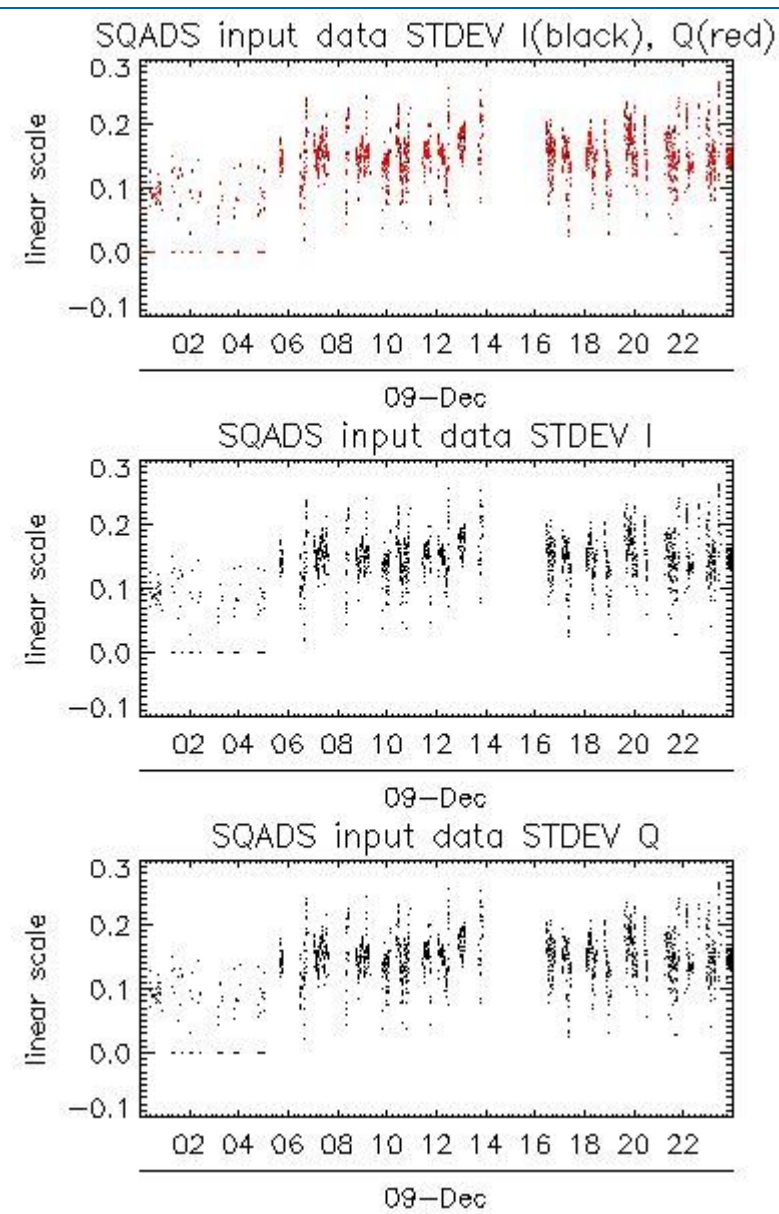 SQADS input data STDEV I(black), Q(red)
0.3
0.2
0.1
0.0
−0.1
linear scale
02 04 06 08 10 12 14 16 18 20 22
09−Dec
SQADS input data STDEV I
0.3
0.2
0.1
0.0
−0.1
linear scale
02 04 06 08 10 12 14 16 18 20 22
09−Dec
SQADS input data STDEV Q
0.3
0.2
0.1
0.0
−0.1
linear scale
02 04 06 08 10 12 14 16 18 20 22
09−Dec